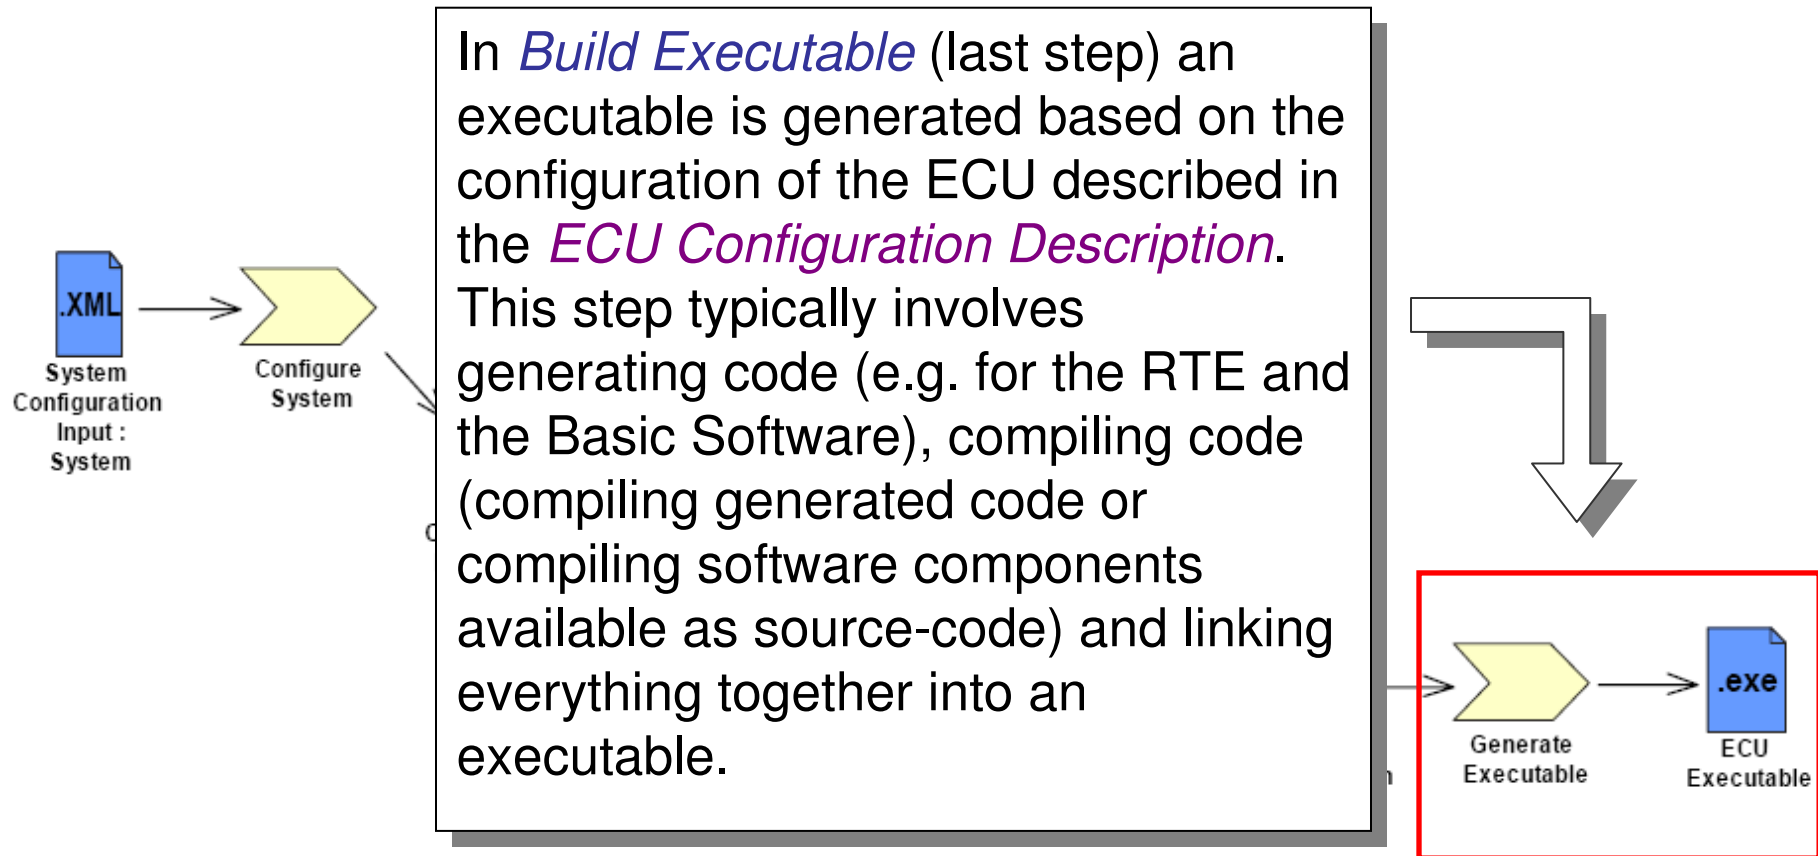 In Build Executable (last step) an
executable is generated based on the
configuration of the ECU described in
the ECU Configuration Description.
This step typically involves
generating code (e.g. for the RTE and
the Basic Software), compiling code
(compiling generated code or
compiling software components
available as source-code) and linking
everything together into an
executable.
.XML
System
Configuration
Input :
System
Configure
System
Generate
Executable
.exe
ECU
Executable